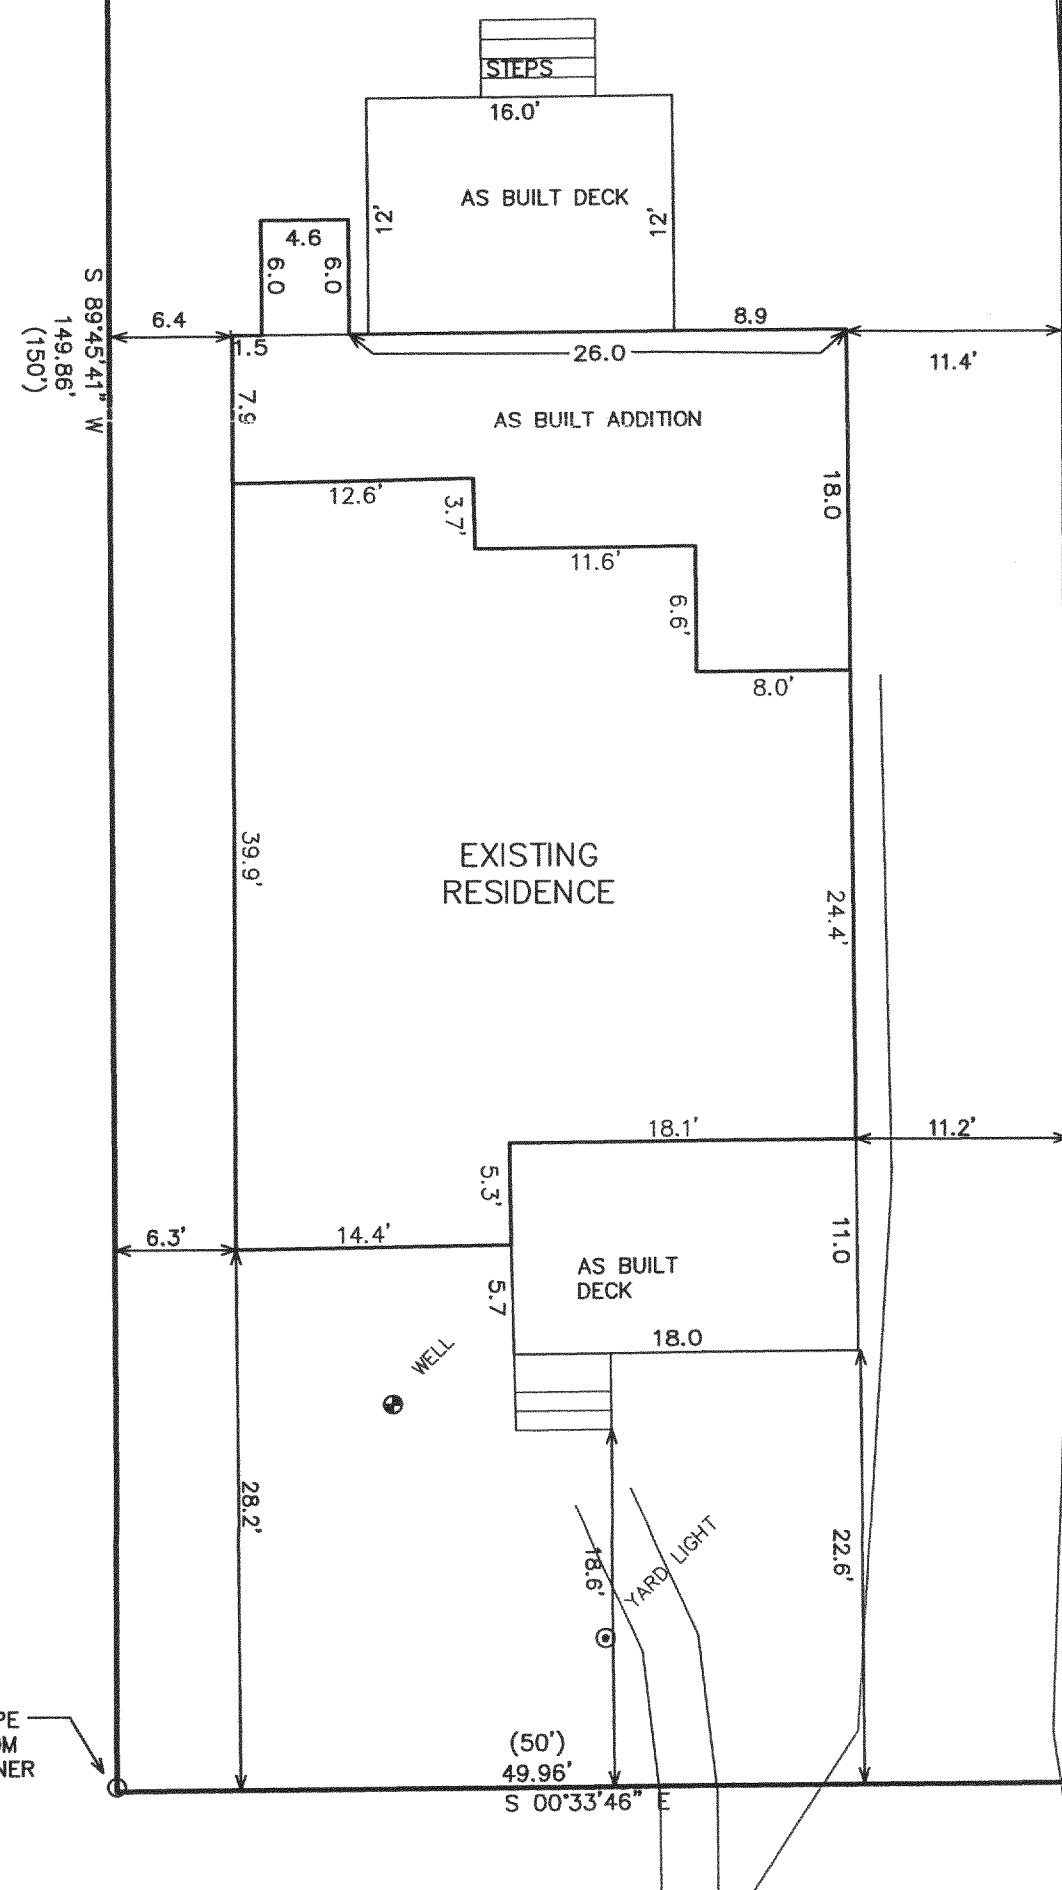 STEPS
16.0'
AS BUILT DECK
12'
12'
4.6
6.0
6.0
S 89°45'41" W
149.86'
(150')
6.4
8.9
1.5
26.0
11.4'
7.9
AS BUILT ADDITION
12.6'
3.7'
18.0
11.6'
6.6'
8.0'
39.9'
EXISTING
RESIDENCE
24.4'
18.1'
11.2'
5.3'
6.3'
14.4'
11.0
AS BUILT
DECK
5.7
18.0
WELL
28.2'
18.6'
YARD LIGHT
22.6'
PE
OM
NER
(50')
49.96'
S 00°33'46" E